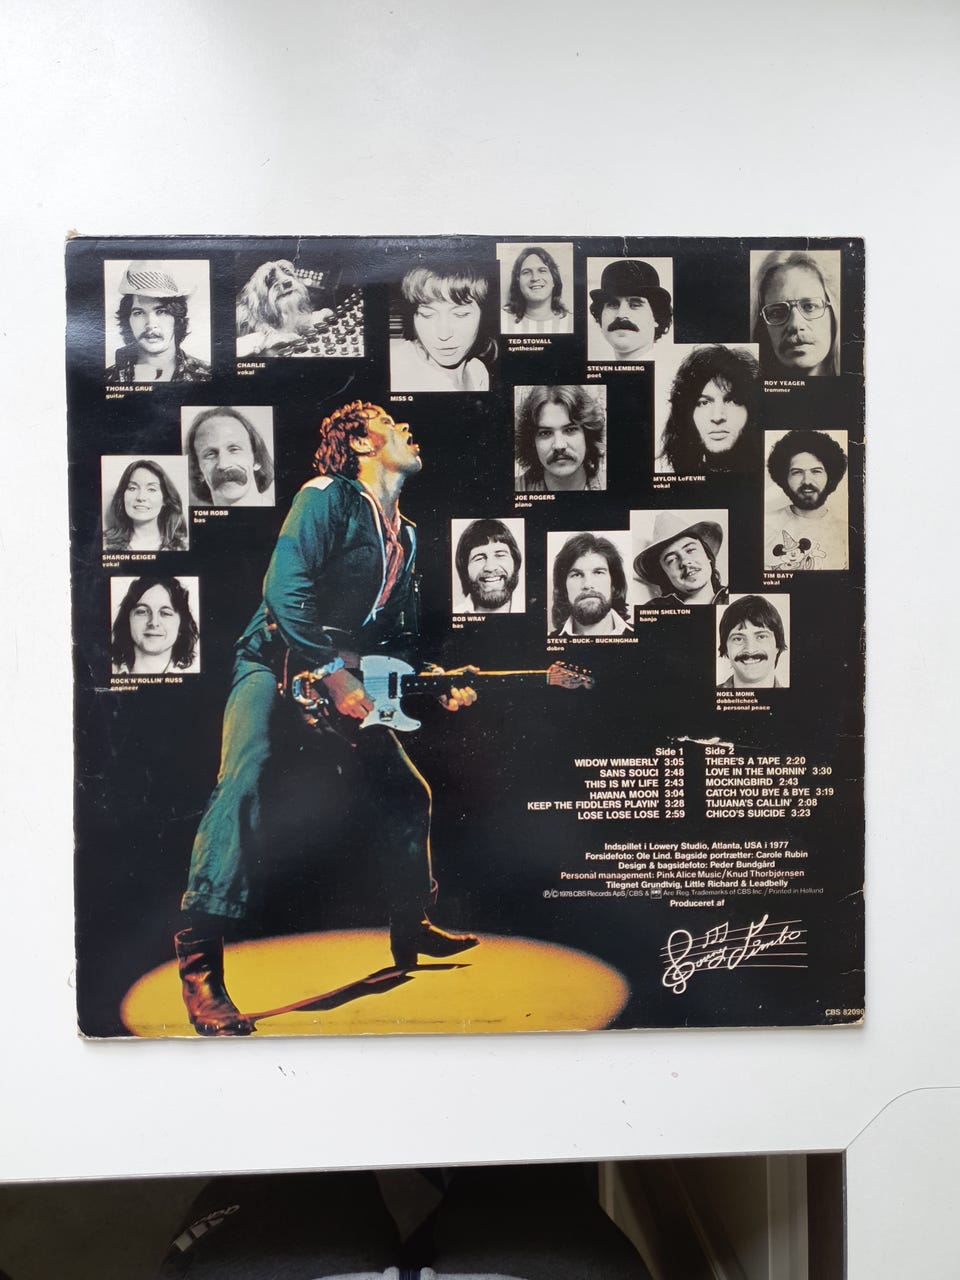 THOMAS GRUE
guitar
CHARLIE
vokal
MISS Q
TED STOVALL
synthesizer
STEVEN LEMBERG
poet
ROY YEAGER
trommer
TOM ROBB
bas
SHARON GEIGER
vokal
JOE ROGERS
piano
MYLON LeFEVRE
vokal
TIM BATY
vokal
BOB WRAY
bas
STEVE »BUCK« BUCKINGHAM
dobro
IRWIN SHELTON
banjo
ROCK'N'ROLLIN' RUSS
engineer
NOEL MONK
dobbeltcheck
& personal peace
Side 1
WIDOW WIMBERLY 3:05
SANS SOUCI 2:48
THIS IS MY LIFE 2:43
HAVANA MOON 3:04
KEEP THE FIDDLERS PLAYIN' 3:28
LOSE LOSE LOSE 2:59
Side 2
THERE'S A TAPE 2:20
LOVE IN THE MORNIN' 3:30
MOCKINGBIRD 2:43
CATCH YOU BYE & BYE 3:19
TIJUANA'S CALLIN' 2:08
CHICO'S SUICIDE 3:23
Indspillet i Lowery Studio, Atlanta, USA i 1977
Forsidefoto: Ole Lind. Bagside portrætter: Carole Rubin
Design & bagsidefoto: Peder Bundgård
Personal management: Pink Alice Music/Knud Thorbjørnsen
Tilegnet Grundtvig, Little Richard & Leadbelly
Ⓟ/© 1978 CBS Records ApS/CBS & Are Reg. Trademarks of CBS Inc./Printed in Holland
Produceret af
CBS 82090